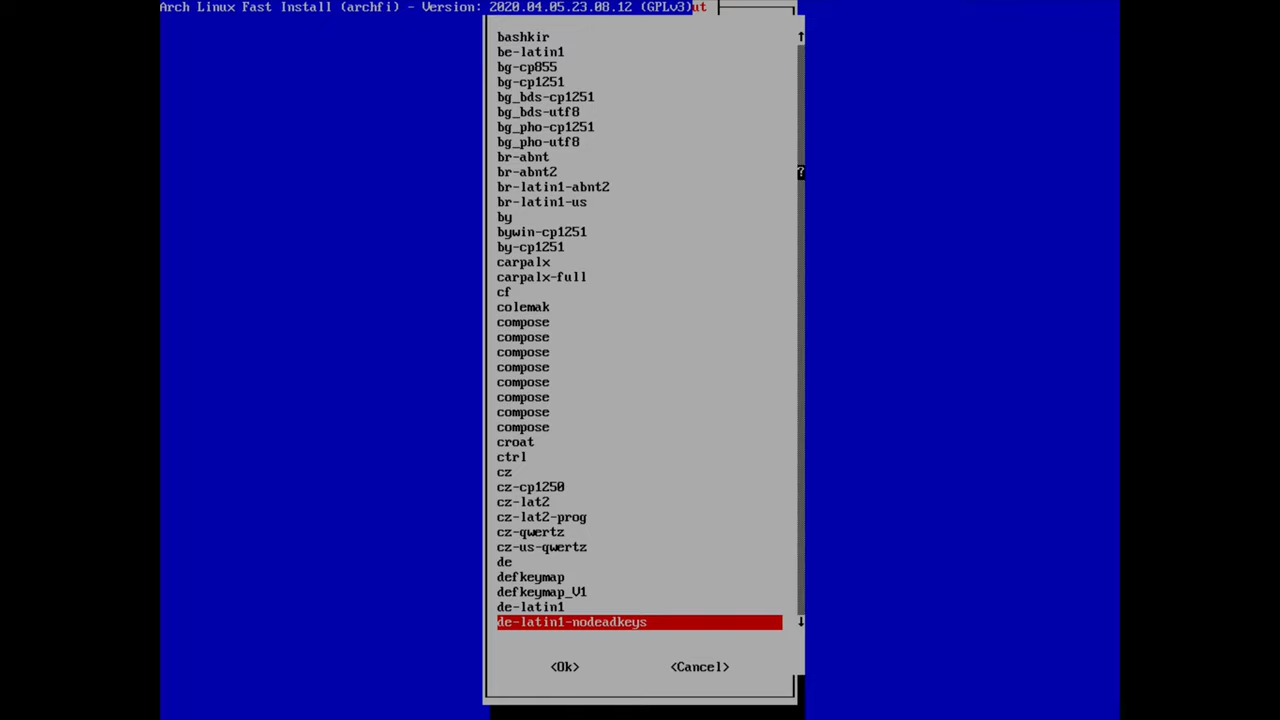 Arch Linux Fast Install (archfi) - Version: 2020.04.05.23.08.12 (GPLv3)ut
bashkir
be-latin1
bg-cp855
bg-cp1251
bg_bds-cp1251
bg_bds-utf8
bg_pho-cp1251
bg_pho-utf8
br-abnt
br-abnt2
br-latin1-abnt2
br-latin1-us
by
bywin-cp1251
by-cp1251
carpalx
carpalx-full
cf
colemak
compose
compose
compose
compose
compose
compose
compose
compose
croat
ctrl
cz
cz-cp1250
cz-lat2
cz-lat2-prog
cz-qwertz
cz-us-qwertz
de
defkeymap
defkeymap_V1
de-latin1
de-latin1-nodeadkeys
<Ok> <Cancel>